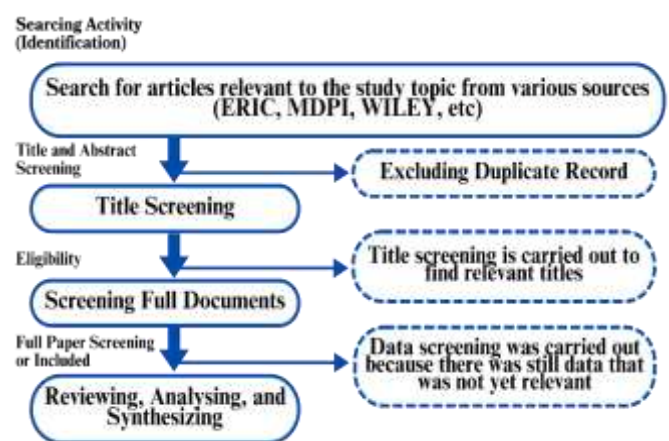 Searcing Activity
(Identification)
Search for articles relevant to the study topic from various sources
(ERIC, MDPI, WILEY, etc)
Title and Abstract
Screening
Excluding Duplicate Record
Title Screening
Eligibility
Title screening is carried out to
find relevant titles
Screening Full Documents
Full Paper Screening
or Included
Data screening was carried out
because there was still data that
was not yet relevant
Reviewing, Analysing, and
Synthesizing